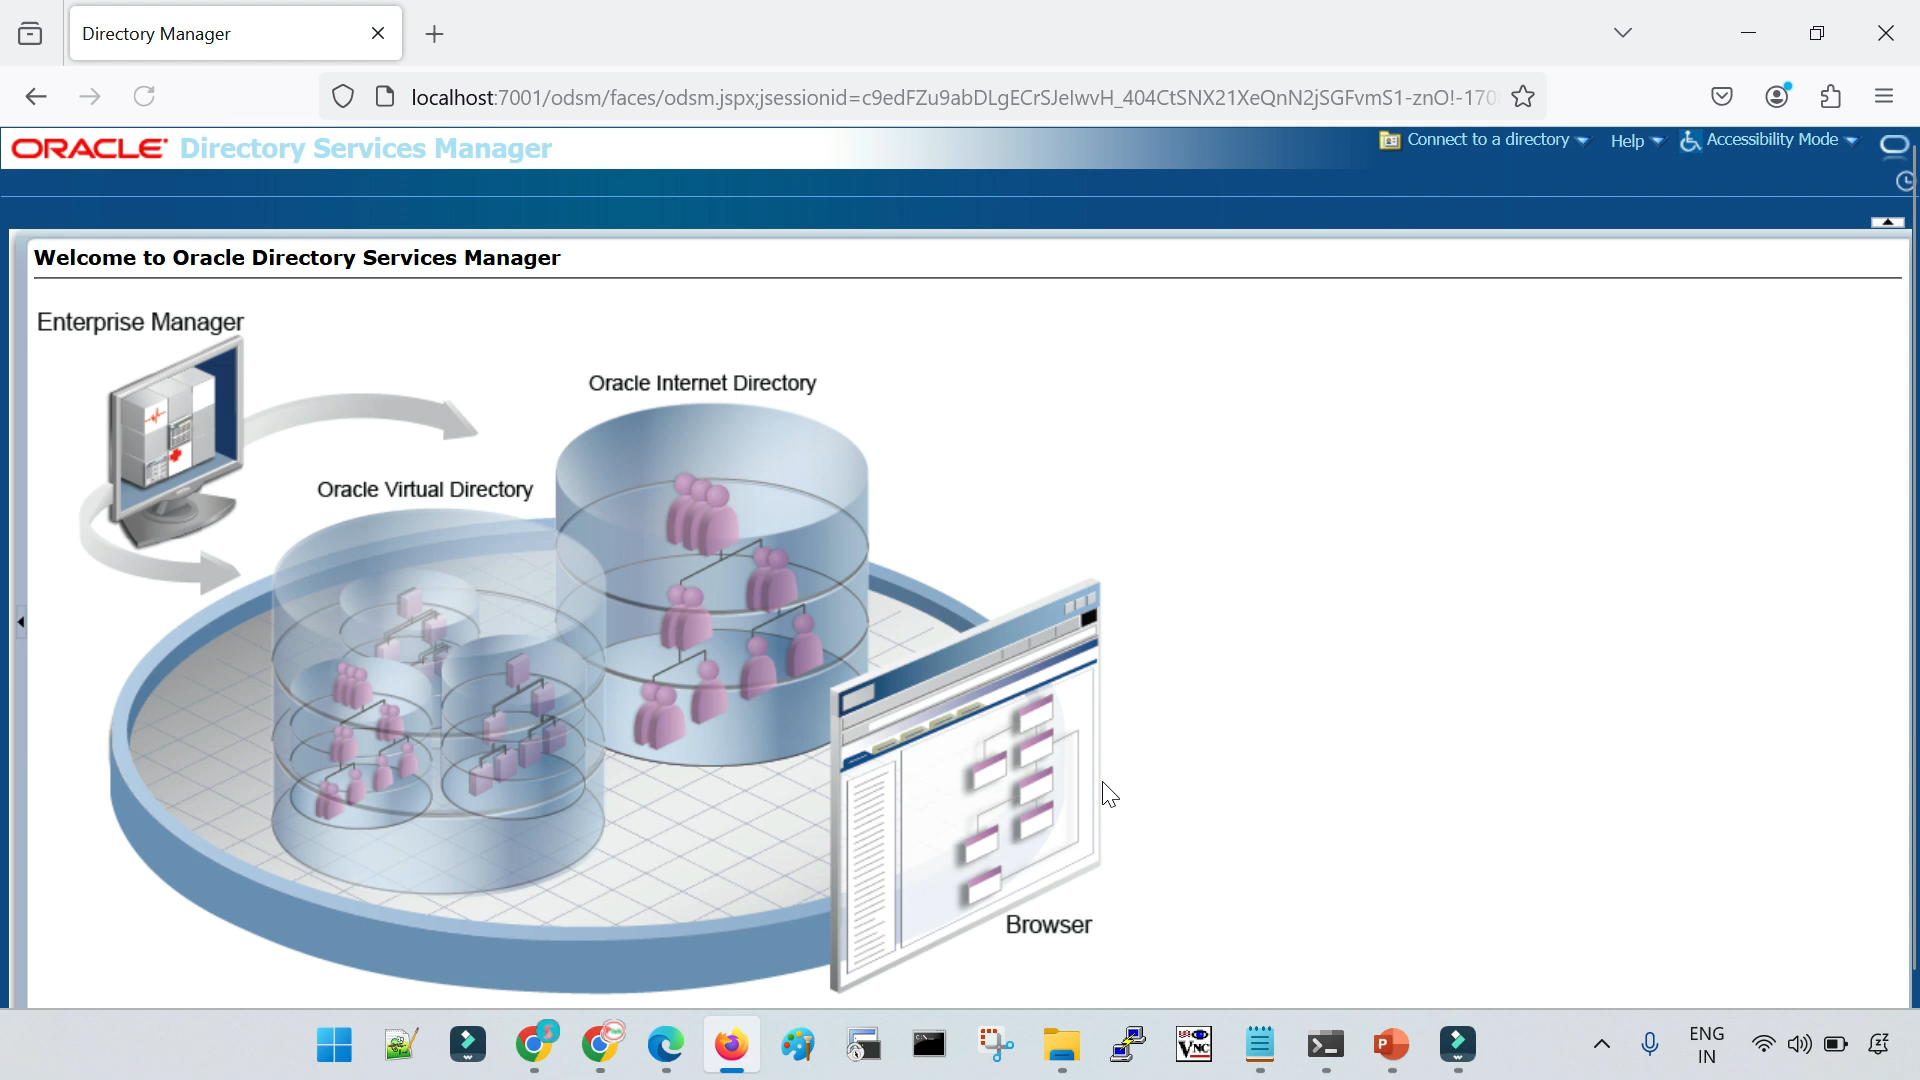 Directory Manager
localhost:7001/odsm/faces/odsm.jspx;jsessionid=c9edFZu9abDLgECrSJelwvH_404CtSNX21XeQnN2jSGFvmS1-znO!-170
ORACLE Directory Services Manager
Connect to a directory Help Accessibility Mode
Welcome to Oracle Directory Services Manager
Enterprise Manager
Oracle Internet Directory
Oracle Virtual Directory
Browser
ENG
IN